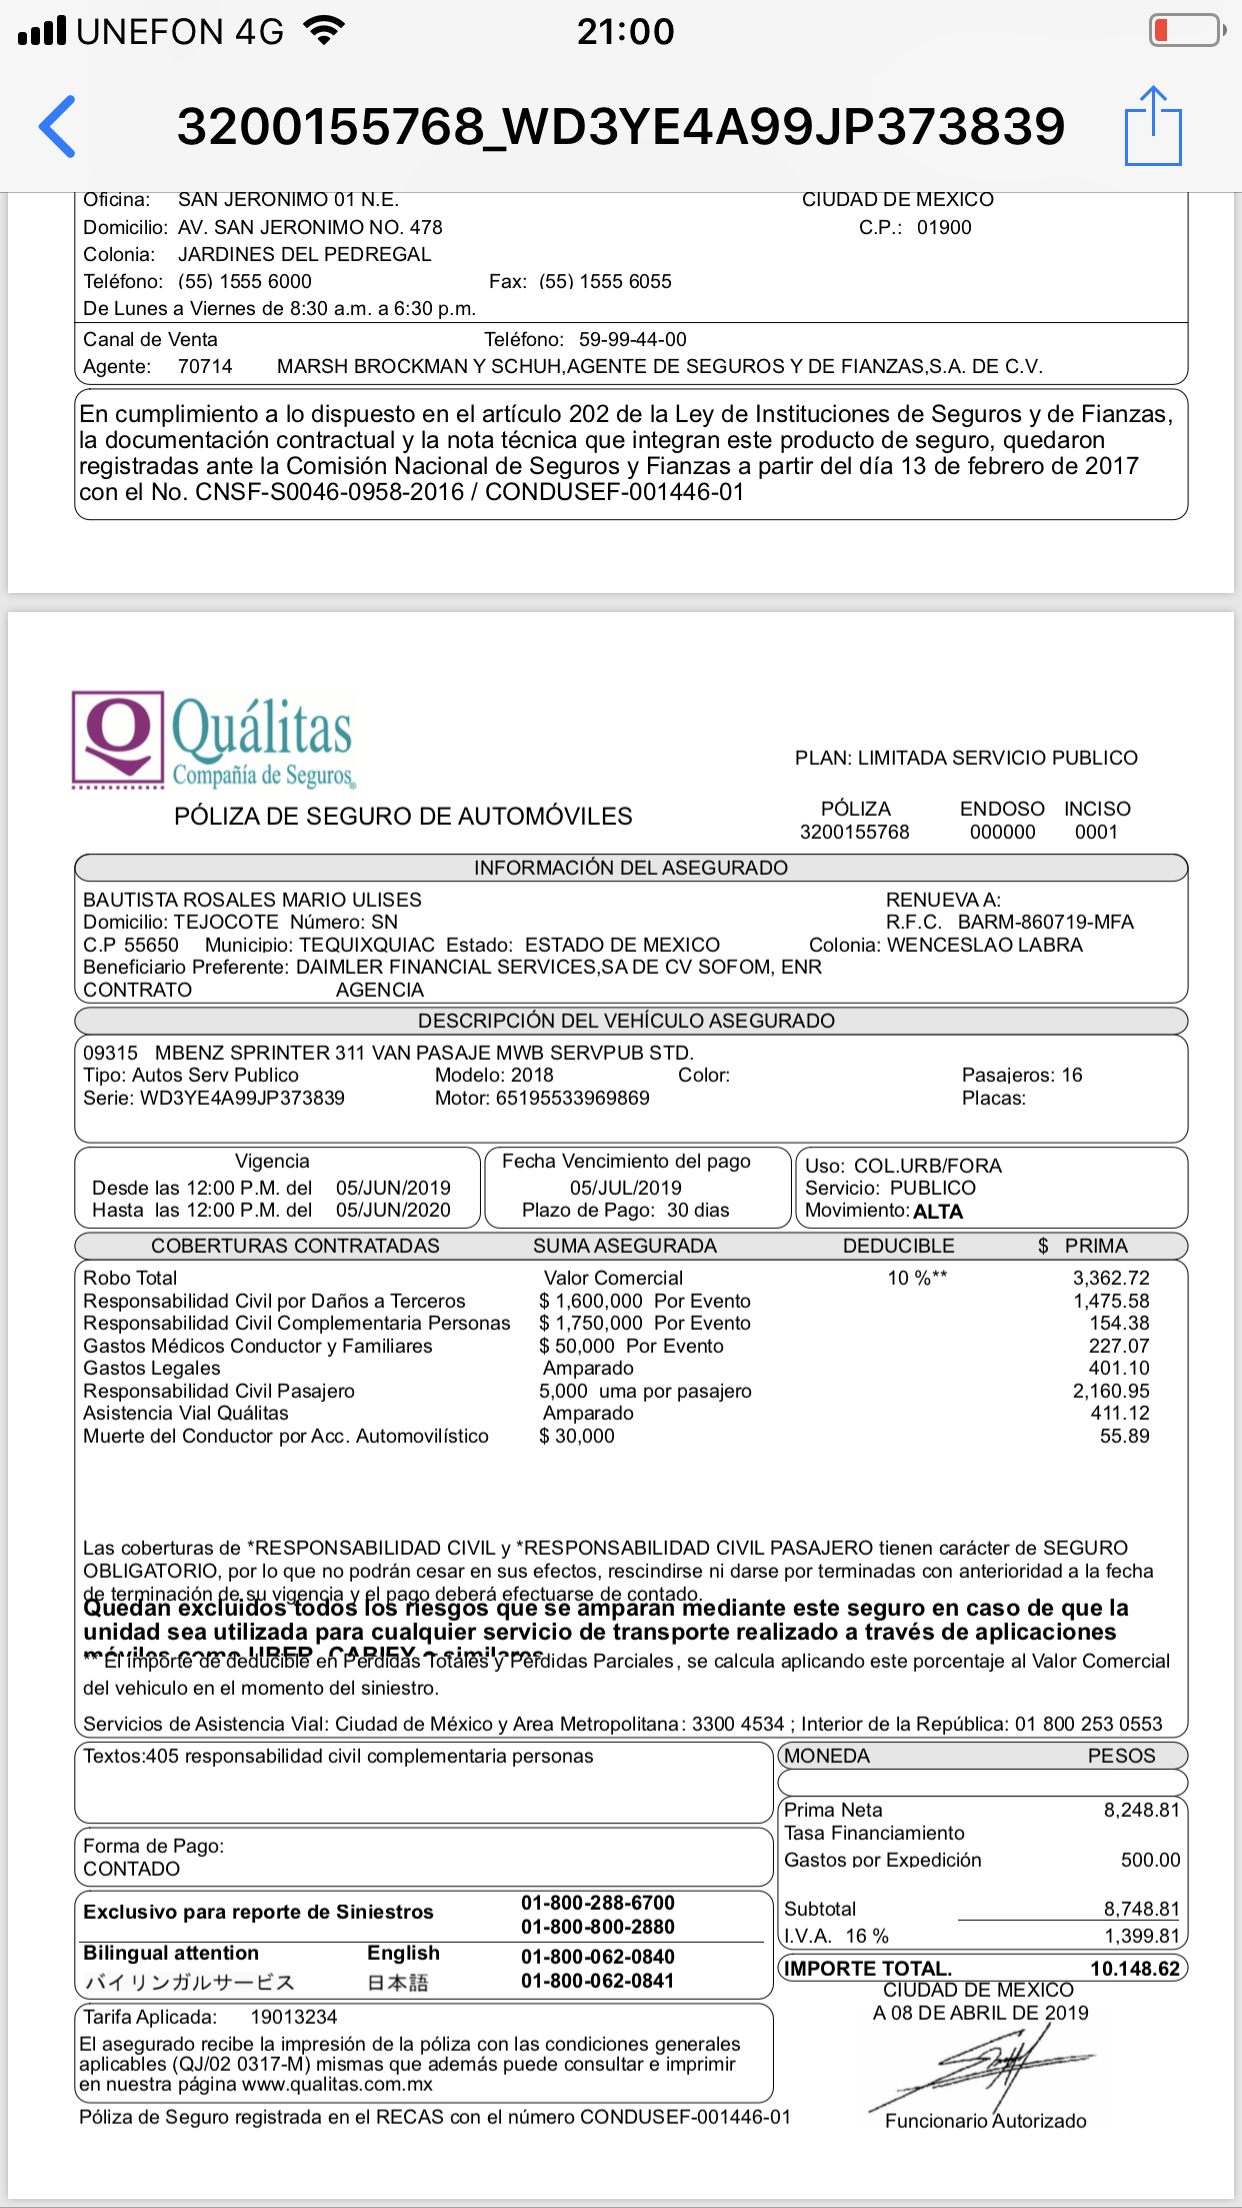 UNEFON 4G 21:00
3200155768_WD3YE4A99JP373839
Oficina: SAN JERONIMO 01 N.E. CIUDAD DE MEXICO
Domicilio: AV. SAN JERONIMO NO. 478 C.P.: 01900
Colonia: JARDINES DEL PEDREGAL
Teléfono: (55) 1555 6000 Fax: (55) 1555 6055
De Lunes a Viernes de 8:30 a.m. a 6:30 p.m.
Canal de Venta Teléfono: 59-99-44-00
Agente: 70714 MARSH BROCKMAN Y SCHUH,AGENTE DE SEGUROS Y DE FIANZAS,S.A. DE C.V.
En cumplimiento a lo dispuesto en el artículo 202 de la Ley de Instituciones de Seguros y de Fianzas,
la documentación contractual y la nota técnica que integran este producto de seguro, quedaron
registradas ante la Comisión Nacional de Seguros y Fianzas a partir del día 13 de febrero de 2017
con el No. CNSF-S0046-0958-2016 / CONDUSEF-001446-01
Q Quálitas
Compañía de Seguros®
PLAN: LIMITADA SERVICIO PUBLICO
PÓLIZA DE SEGURO DE AUTOMÓVILES
PÓLIZA ENDOSO INCISO
3200155768 000000 0001
INFORMACIÓN DEL ASEGURADO
BAUTISTA ROSALES MARIO ULISES RENUEVA A:
Domicilio: TEJOCOTE Número: SN R.F.C. BARM-860719-MFA
C.P 55650 Municipio: TEQUIXQUIAC Estado: ESTADO DE MEXICO Colonia: WENCESLAO LABRA
Beneficiario Preferente: DAIMLER FINANCIAL SERVICES,SA DE CV SOFOM, ENR
CONTRATO AGENCIA
DESCRIPCIÓN DEL VEHÍCULO ASEGURADO
09315 MBENZ SPRINTER 311 VAN PASAJE MWB SERVPUB STD.
Tipo: Autos Serv Publico Modelo: 2018 Color: Pasajeros: 16
Serie: WD3YE4A99JP373839 Motor: 65195533969869 Placas:
Vigencia
Desde las 12:00 P.M. del 05/JUN/2019
Hasta las 12:00 P.M. del 05/JUN/2020
Fecha Vencimiento del pago
05/JUL/2019
Plazo de Pago: 30 dias
Uso: COL.URB/FORA
Servicio: PUBLICO
Movimiento: ALTA
COBERTURAS CONTRATADAS SUMA ASEGURADA DEDUCIBLE $ PRIMA
Robo Total Valor Comercial 10 %** 3,362.72
Responsabilidad Civil por Daños a Terceros $ 1,600,000 Por Evento 1,475.58
Responsabilidad Civil Complementaria Personas $ 1,750,000 Por Evento 154.38
Gastos Médicos Conductor y Familiares $ 50,000 Por Evento 227.07
Gastos Legales Amparado 401.10
Responsabilidad Civil Pasajero 5,000 uma por pasajero 2,160.95
Asistencia Vial Quálitas Amparado 411.12
Muerte del Conductor por Acc. Automovilístico $ 30,000 55.89
Las coberturas de *RESPONSABILIDAD CIVIL y *RESPONSABILIDAD CIVIL PASAJERO tienen carácter de SEGURO
OBLIGATORIO, por lo que no podrán cesar en sus efectos, rescindirse ni darse por terminadas con anterioridad a la fecha
de terminación de su vigencia y el pago deberá efectuarse de contado.
Quedan excluidos todos los riesgos que se amparan mediante este seguro en caso de que la
unidad sea utilizada para cualquier servicio de transporte realizado a través de aplicaciones
móviles como UBER, CABIFY o similares
** El importe de deducible en Pérdidas Totales y Pérdidas Parciales, se calcula aplicando este porcentaje al Valor Comercial
del vehiculo en el momento del siniestro.
Servicios de Asistencia Vial: Ciudad de México y Area Metropolitana: 3300 4534 ; Interior de la República: 01 800 253 0553
Textos:405 responsabilidad civil complementaria personas
Forma de Pago:
CONTADO
Exclusivo para reporte de Siniestros 01-800-288-6700
01-800-800-2880
Bilingual attention English 01-800-062-0840
バイリンガルサービス 日本語 01-800-062-0841
Tarifa Aplicada: 19013234
El asegurado recibe la impresión de la póliza con las condiciones generales
aplicables (QJ/02 0317-M) mismas que además puede consultar e imprimir
en nuestra página www.qualitas.com.mx
Póliza de Seguro registrada en el RECAS con el número CONDUSEF-001446-01
MONEDA PESOS
Prima Neta 8,248.81
Tasa Financiamiento
Gastos por Expedición 500.00
Subtotal 8,748.81
I.V.A. 16 % 1,399.81
IMPORTE TOTAL. 10.148.62
CIUDAD DE MEXICO
A 08 DE ABRIL DE 2019
Funcionario Autorizado